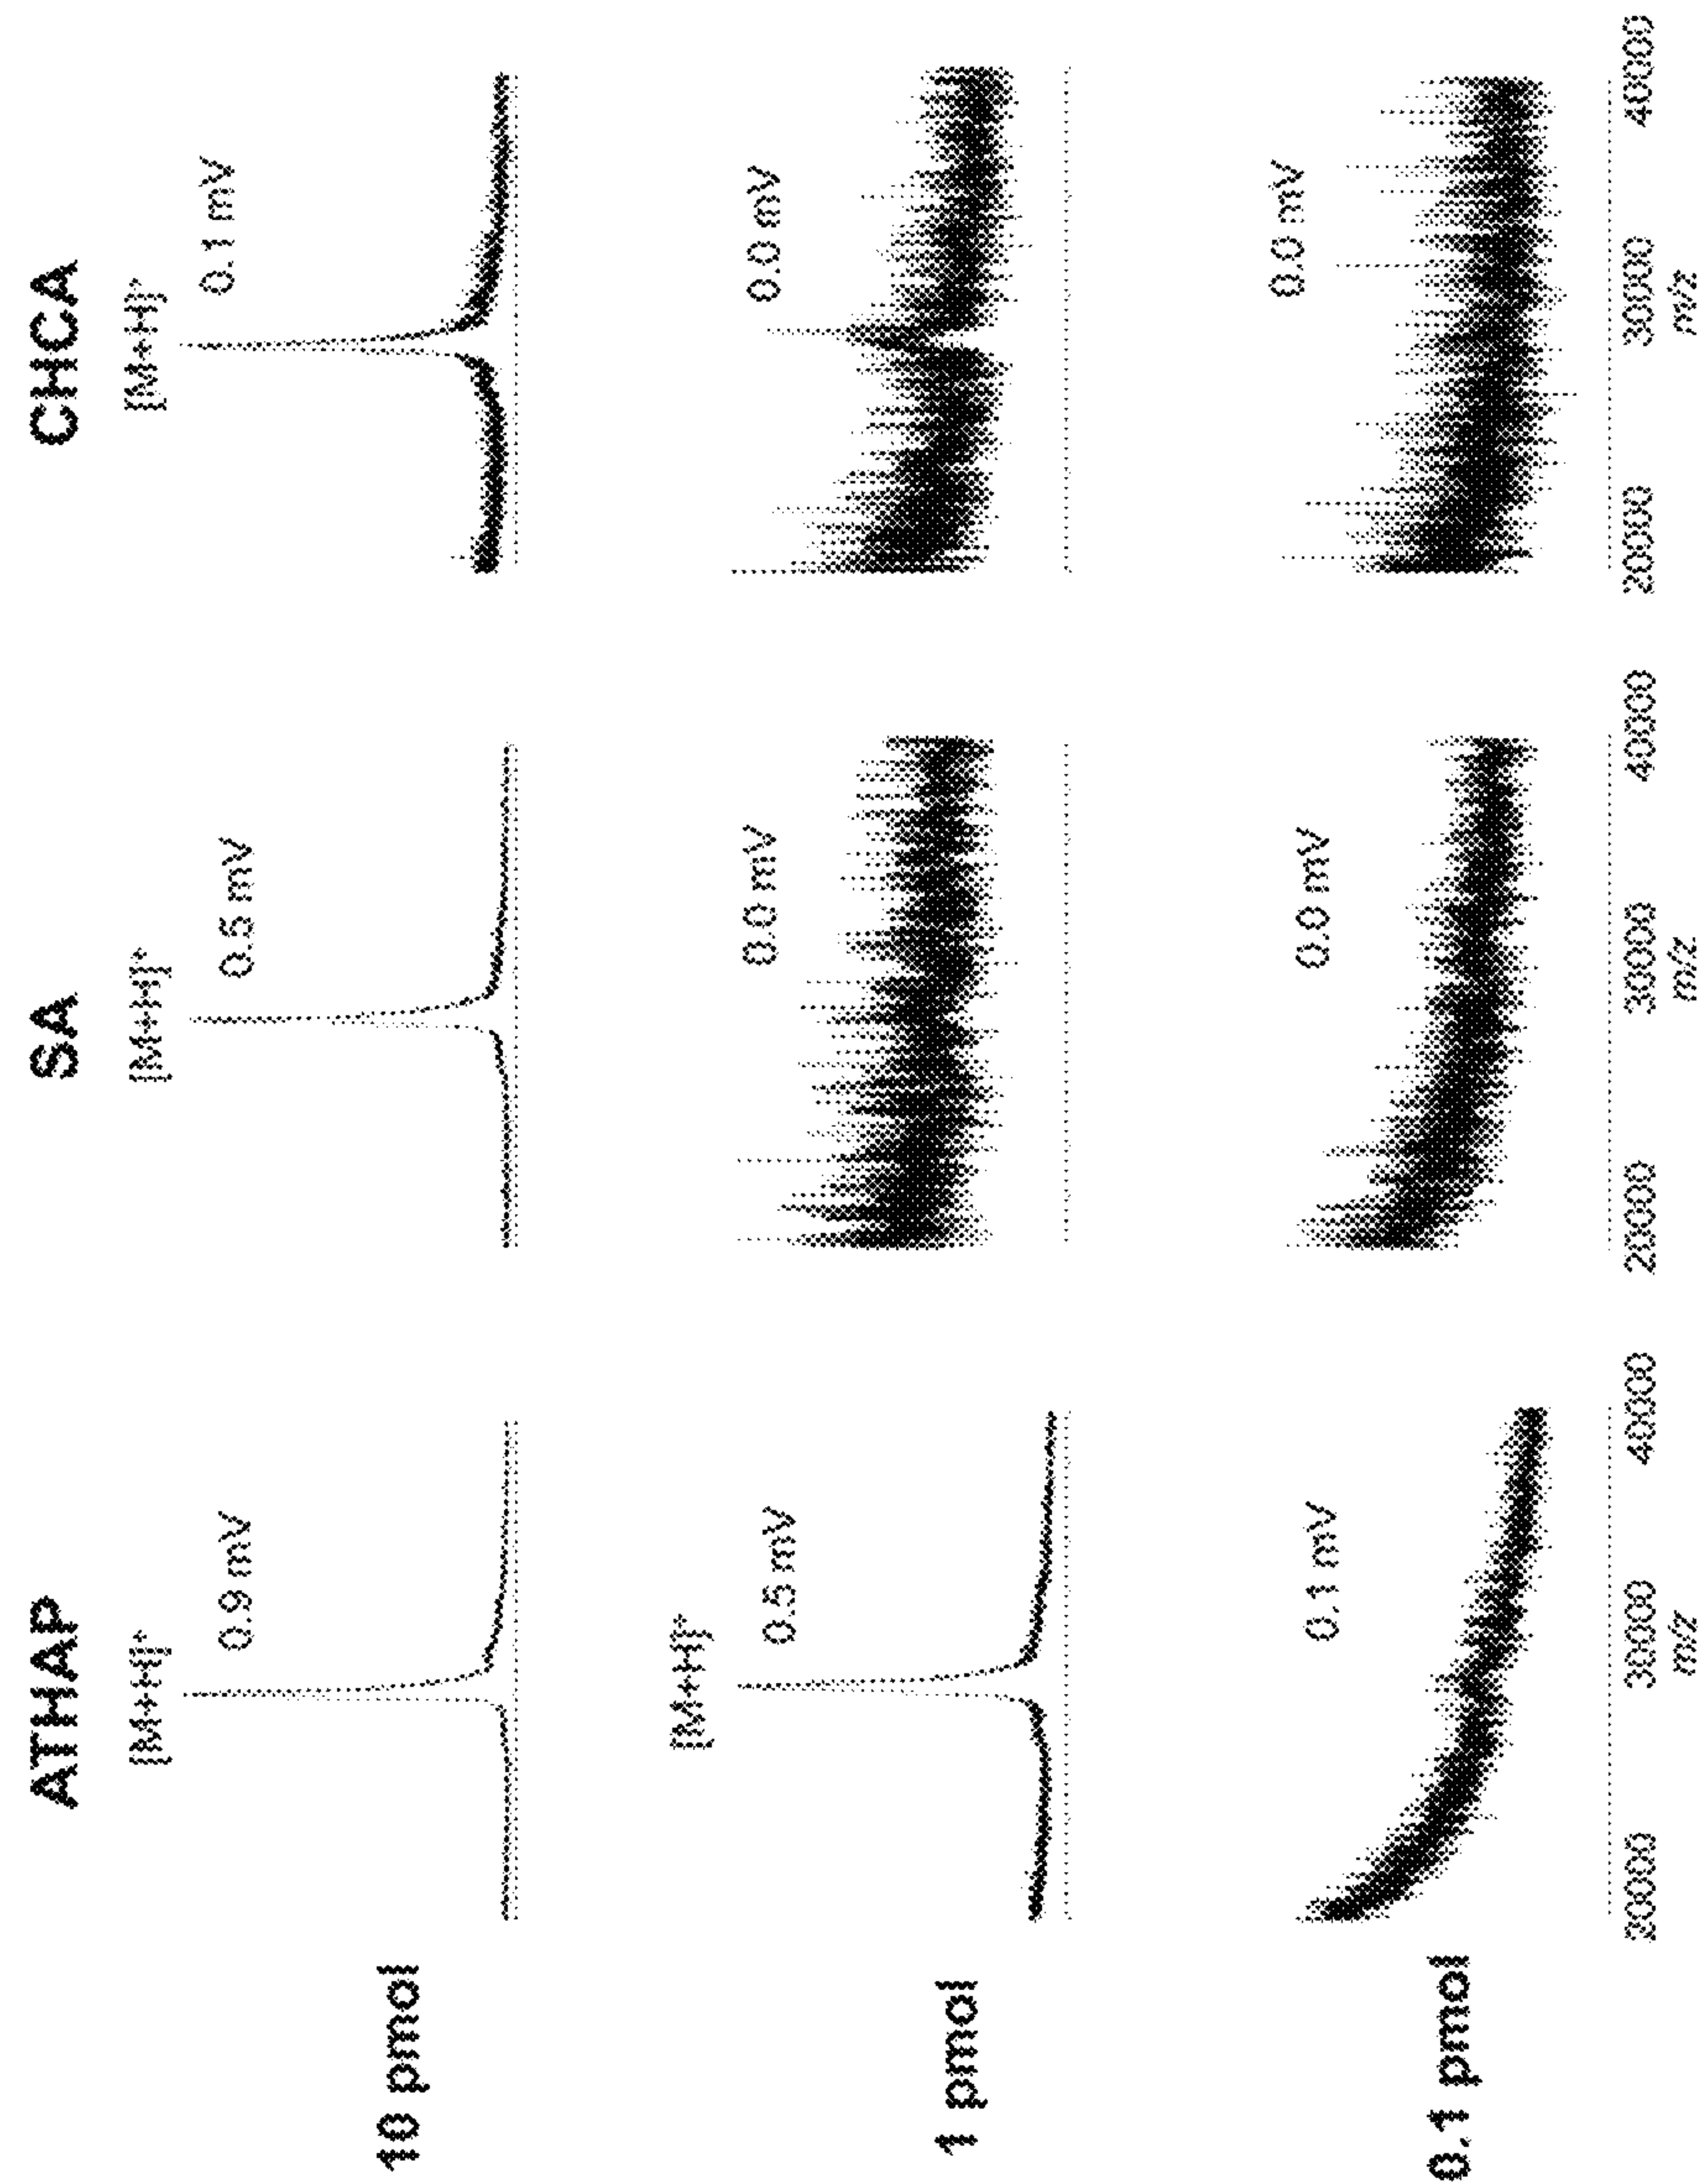 ATHAP SA CHCA
10 pmol
[M+H]+ [M+H]+ [M+H]+
0.9 mV 0.5 mV 0.1 mV
1 pmol
[M+H]+
0.5 mV 0.0 mV 0.0 mV
0.1 pmol
0.1 mV 0.0 mV 0.0 mV
20000 30000 40000 20000 30000 40000 20000 30000 40000
m/z m/z m/z